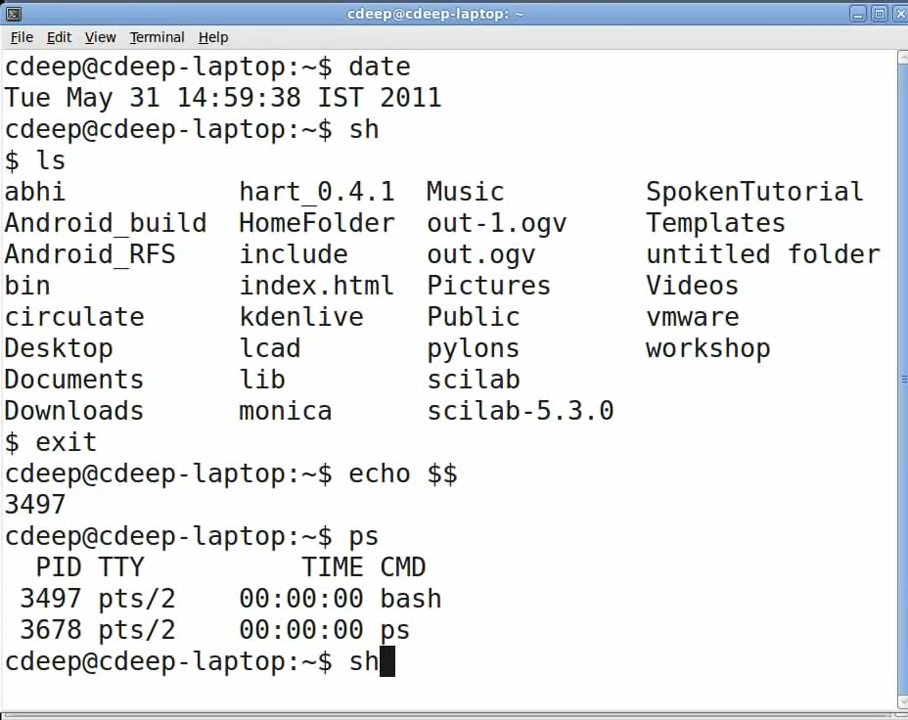 cdeep@cdeep-laptop: ~
File Edit View Terminal Help
cdeep@cdeep-laptop:~$ date
Tue May 31 14:59:38 IST 2011
cdeep@cdeep-laptop:~$ sh
$ ls
abhi hart_0.4.1 Music SpokenTutorial
Android_build HomeFolder out-1.ogv Templates
Android_RFS include out.ogv untitled folder
bin index.html Pictures Videos
circulate kdenlive Public vmware
Desktop lcad pylons workshop
Documents lib scilab
Downloads monica scilab-5.3.0
$ exit
cdeep@cdeep-laptop:~$ echo $$
3497
cdeep@cdeep-laptop:~$ ps
PID TTY TIME CMD
3497 pts/2 00:00:00 bash
3678 pts/2 00:00:00 ps
cdeep@cdeep-laptop:~$ sh